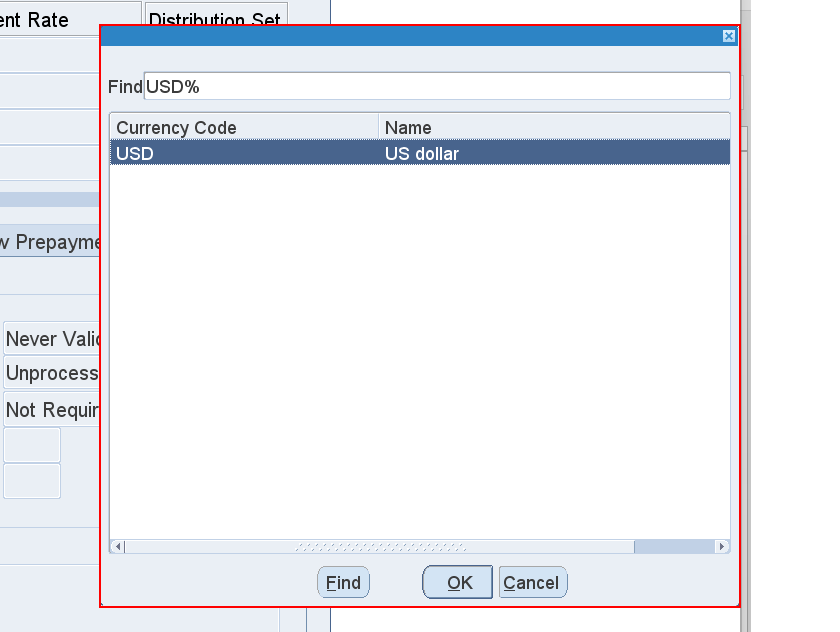 ent Rate
Distribution Set
Find USD%
Currency Code Name
USD US dollar
w Prepayme
Never Valid
Unprocess
Not Requir
Find OK Cancel